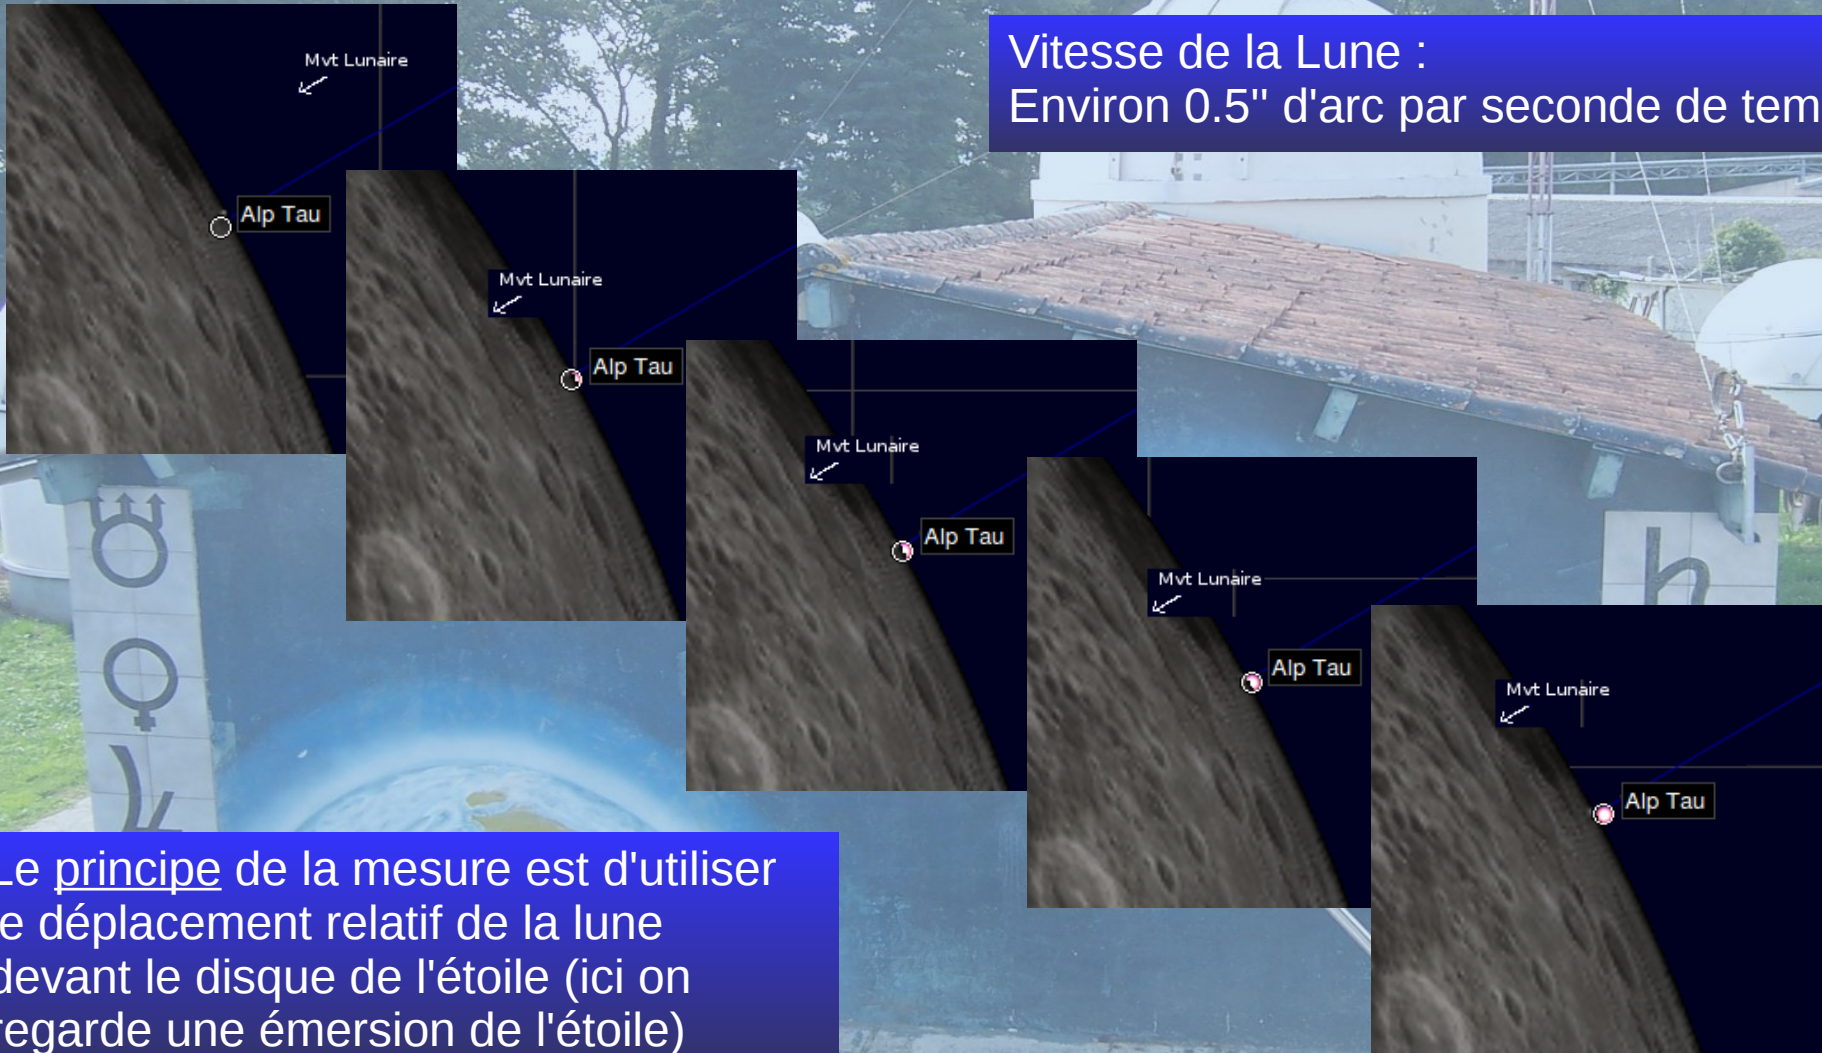 Mvt Lunaire
Alp Tau
Vitesse de la Lune :
Environ 0.5" d'arc par seconde de tem
Mvt Lunaire
Alp Tau
Mvt Lunaire
Alp Tau
Mvt Lunaire
Alp Tau
Mvt Lunaire
Alp Tau
Le principe de la mesure est d'utiliser
le déplacement relatif de la lune
devant le disque de l'étoile (ici on
regarde une émersion de l'étoile)